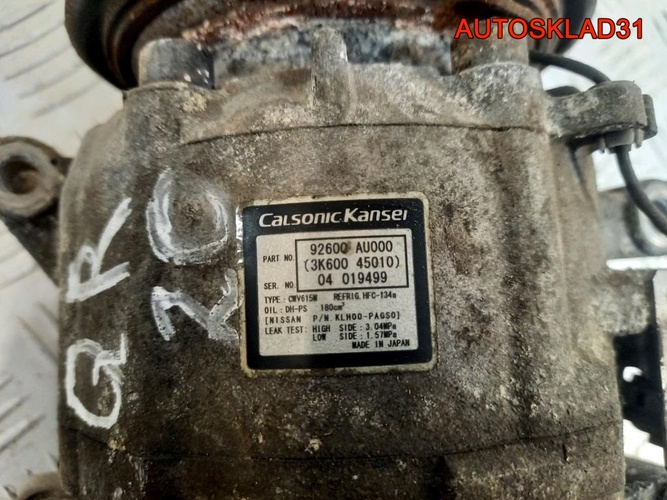 AUTOSKLAD31
QR
20
CALSONIC KANSEI
PART NO. 92600 AU000
(3K600 45010)
SER. NO. 04 019499
TYPE: CWV615M REFRIG. HFC-134a
OIL: DH-PS 180cm³
[NISSAN P/N. KLH00-PAGS0]
LEAK TEST: HIGH SIDE: 3.04MPa
LOW SIDE: 1.57MPa
MADE IN JAPAN